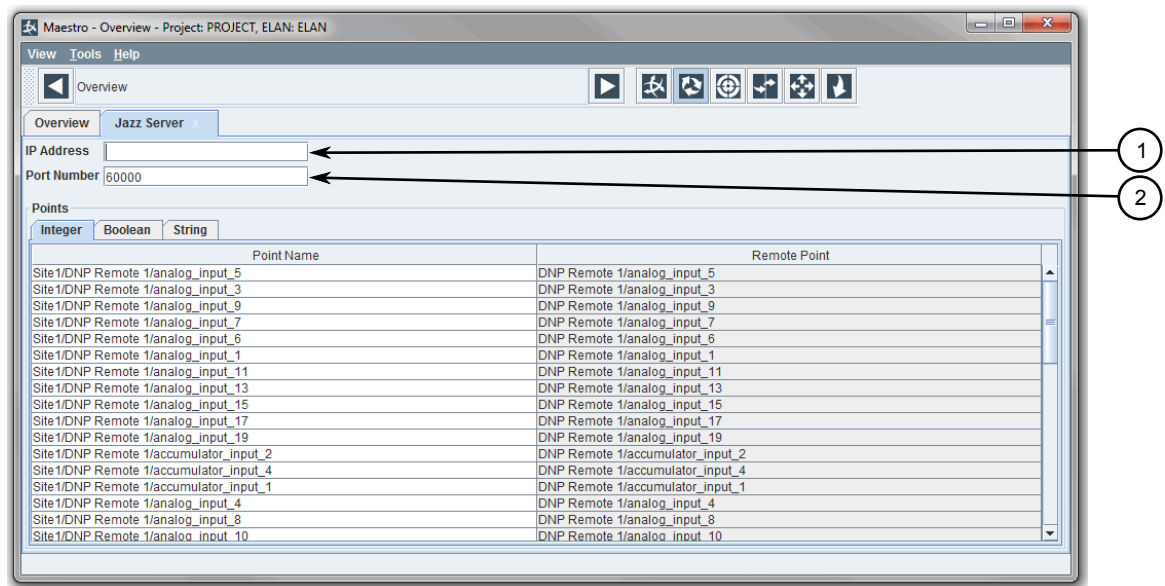 Maestro - Overview - Project: PROJECT, ELAN: ELAN
View Tools Help
Overview
Overview Jazz Server x
IP Address 1
Port Number 60000 2
Points
Integer Boolean String
Point Name Remote Point
Site1/DNP Remote 1/analog_input_5 DNP Remote 1/analog_input_5
Site1/DNP Remote 1/analog_input_3 DNP Remote 1/analog_input_3
Site1/DNP Remote 1/analog_input_9 DNP Remote 1/analog_input_9
Site1/DNP Remote 1/analog_input_7 DNP Remote 1/analog_input_7
Site1/DNP Remote 1/analog_input_6 DNP Remote 1/analog_input_6
Site1/DNP Remote 1/analog_input_1 DNP Remote 1/analog_input_1
Site1/DNP Remote 1/analog_input_11 DNP Remote 1/analog_input_11
Site1/DNP Remote 1/analog_input_13 DNP Remote 1/analog_input_13
Site1/DNP Remote 1/analog_input_15 DNP Remote 1/analog_input_15
Site1/DNP Remote 1/analog_input_17 DNP Remote 1/analog_input_17
Site1/DNP Remote 1/analog_input_19 DNP Remote 1/analog_input_19
Site1/DNP Remote 1/accumulator_input_2 DNP Remote 1/accumulator_input_2
Site1/DNP Remote 1/accumulator_input_4 DNP Remote 1/accumulator_input_4
Site1/DNP Remote 1/accumulator_input_1 DNP Remote 1/accumulator_input_1
Site1/DNP Remote 1/analog_input_4 DNP Remote 1/analog_input_4
Site1/DNP Remote 1/analog_input_8 DNP Remote 1/analog_input_8
Site1/DNP Remote 1/analog_input_10 DNP Remote 1/analog_input_10